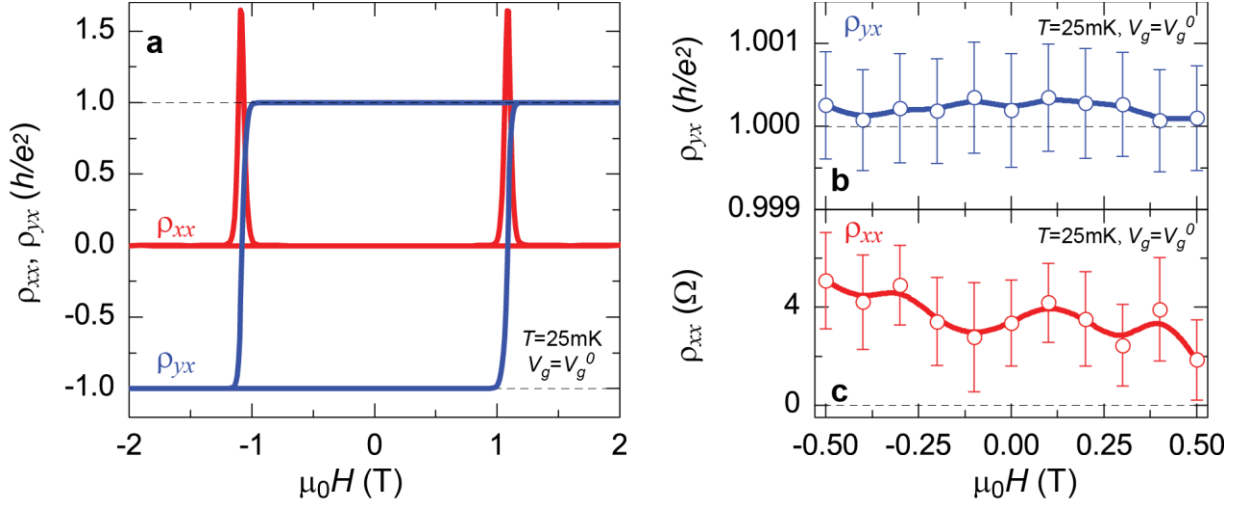 a
ρxx, ρyx (h/e²)
1.5
1.0
0.5
0.0
-0.5
-1.0
ρxx
ρyx
T=25mK
Vg=Vg⁰
-2
-1
0
1
2
μ₀H (T)
b
ρyx (h/e²)
1.001
1.000
0.999
ρyx
T=25mK, Vg=Vg⁰
c
ρxx (Ω)
4
0
ρxx
T=25mK, Vg=Vg⁰
-0.50
-0.25
0.00
0.25
0.50
μ₀H (T)